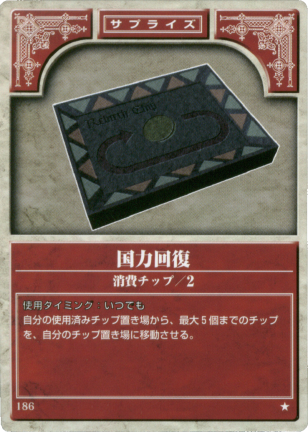 サプライズ
国力回復
消費チップ／2
使用タイミング　いつでも
自分の使用済みチップ置き場から、最大5個までのチップ
を、自分のチップ置き場に移動させる。
186 ★